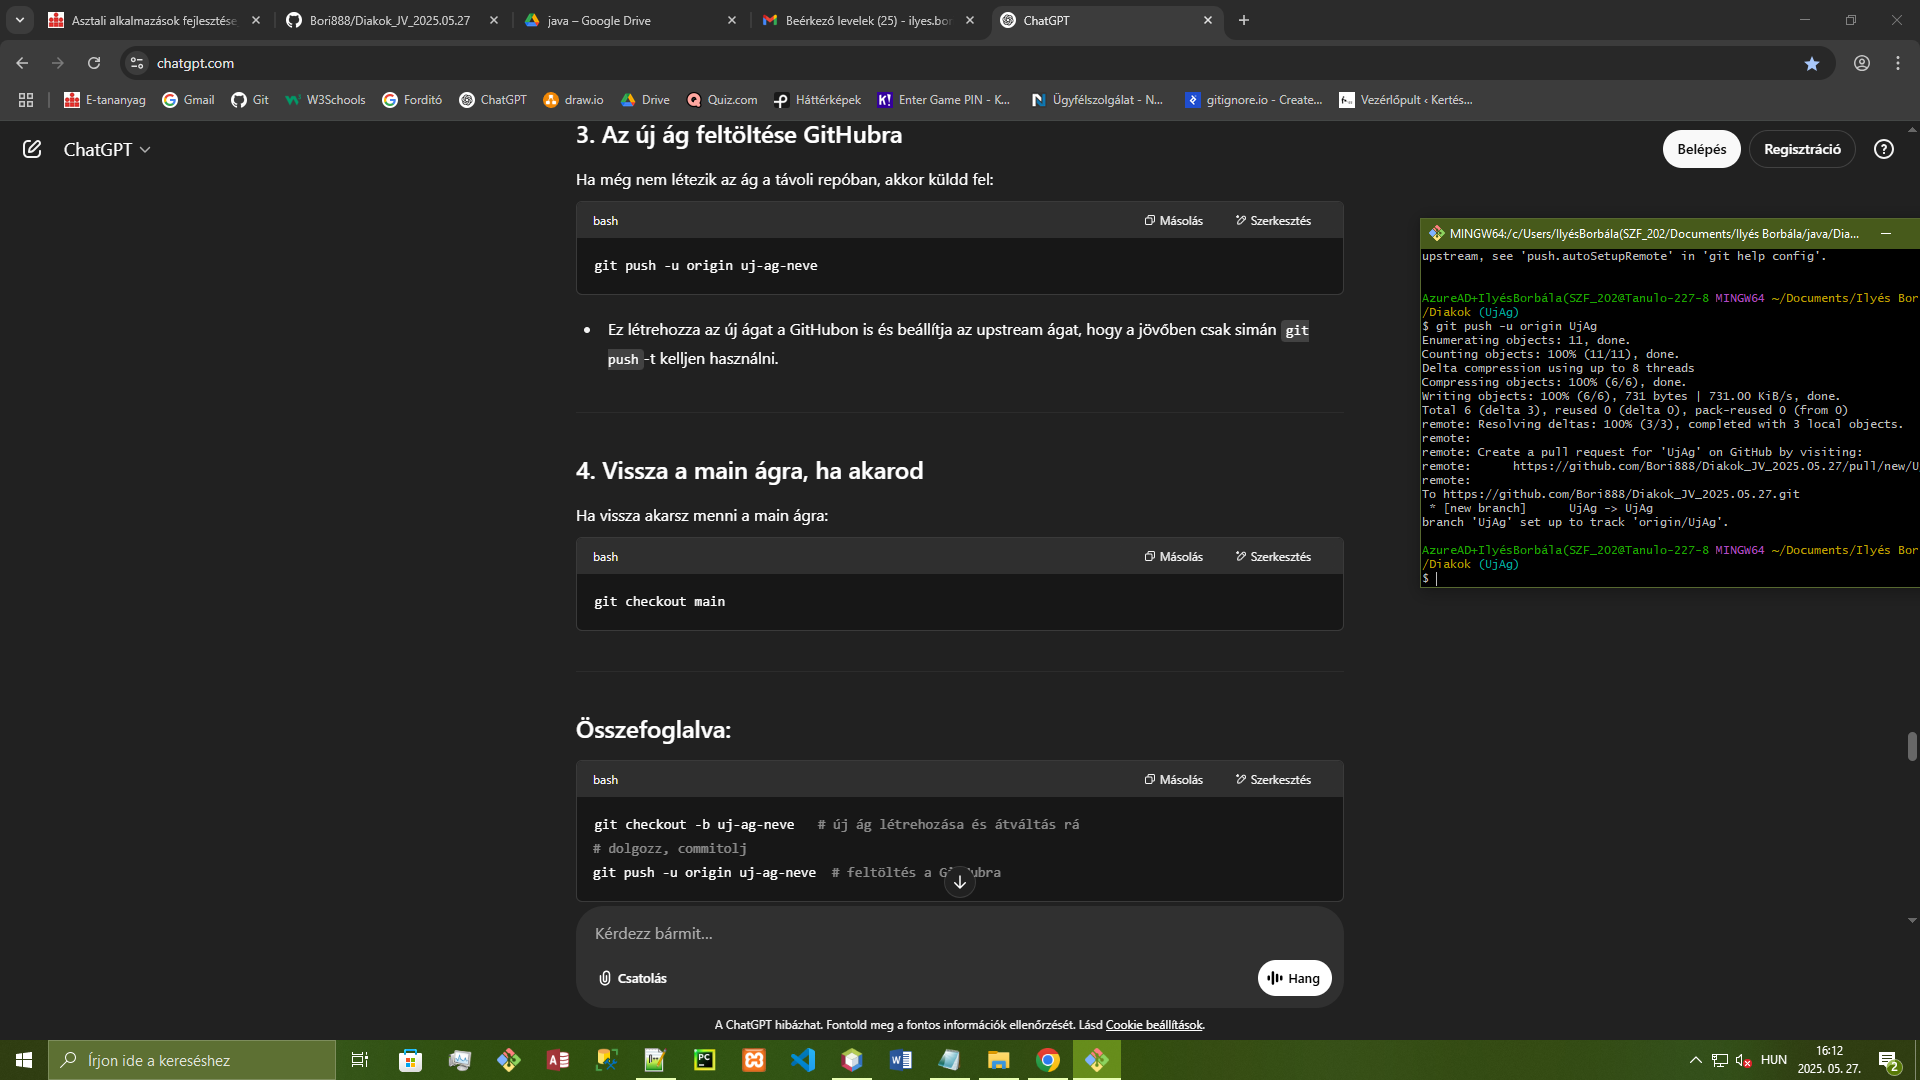 Asztali alkalmazások fejlesztése
Bori888/Diakok_JV_2025.05.27
java – Google Drive
Beérkező levelek (25) - ilyes.bor
ChatGPT
chatgpt.com
E-tananyag
Gmail
Git
W3Schools
Fordító
ChatGPT
draw.io
Drive
Quiz.com
Háttérképek
Enter Game PIN - K...
Ügyfélszolgálat - N...
gitignore.io - Create...
Vezérlőpult ‹ Kertés...
ChatGPT
Belépés
Regisztráció
3. Az új ág feltöltése GitHubra
Ha még nem létezik az ág a távoli repóban, akkor küldd fel:
bash
Másolás
Szerkesztés
git push -u origin uj-ag-neve
• Ez létrehozza az új ágat a GitHubon is és beállítja az upstream ágat, hogy a jövőben csak simán git
push -t kelljen használni.
4. Vissza a main ágra, ha akarod
Ha vissza akarsz menni a main ágra:
bash
Másolás
Szerkesztés
git checkout main
Összefoglalva:
bash
Másolás
Szerkesztés
git checkout -b uj-ag-neve   # új ág létrehozása és átváltás rá
# dolgozz, commitolj
git push -u origin uj-ag-neve  # feltöltés a GitHubra
Kérdezz bármit...
Csatolás
Hang
A ChatGPT hibázhat. Fontold meg a fontos információk ellenőrzését. Lásd Cookie beállítások.
MINGW64:/c/Users/IlyésBorbála(SZF_202/Documents/Ilyés Borbála/java/Dia...
upstream, see 'push.autoSetupRemote' in 'git help config'.
AzureAD+IlyésBorbála(SZF_202@Tanulo-227-8 MINGW64 ~/Documents/Ilyés Bor
/Diakok (UjAg)
$ git push -u origin UjAg
Enumerating objects: 11, done.
Counting objects: 100% (11/11), done.
Delta compression using up to 8 threads
Compressing objects: 100% (6/6), done.
Writing objects: 100% (6/6), 731 bytes | 731.00 KiB/s, done.
Total 6 (delta 3), reused 0 (delta 0), pack-reused 0 (from 0)
remote: Resolving deltas: 100% (3/3), completed with 3 local objects.
remote:
remote: Create a pull request for 'UjAg' on GitHub by visiting:
remote:      https://github.com/Bori888/Diakok_JV_2025.05.27/pull/new/U
remote:
To https://github.com/Bori888/Diakok_JV_2025.05.27.git
 * [new branch]      UjAg -> UjAg
branch 'UjAg' set up to track 'origin/UjAg'.
AzureAD+IlyésBorbála(SZF_202@Tanulo-227-8 MINGW64 ~/Documents/Ilyés Bor
/Diakok (UjAg)
$
Írjon ide a kereséshez
HUN
16:12
2025. 05. 27.
2